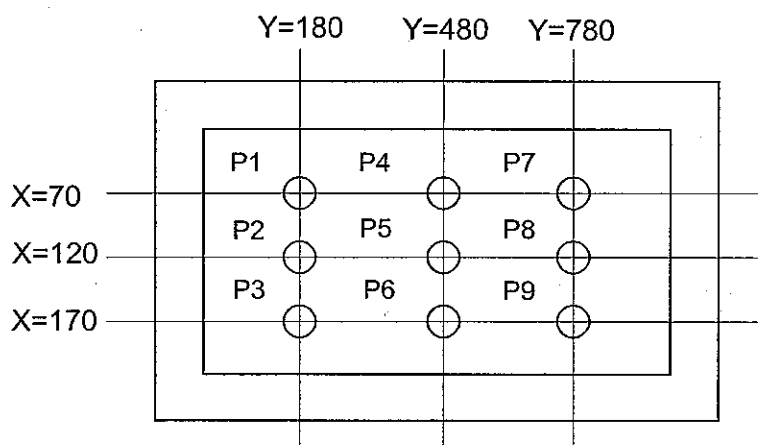 Y=180 Y=480 Y=780
P1 P4 P7
X=70
P2 P5 P8
X=120
P3 P6 P9
X=170